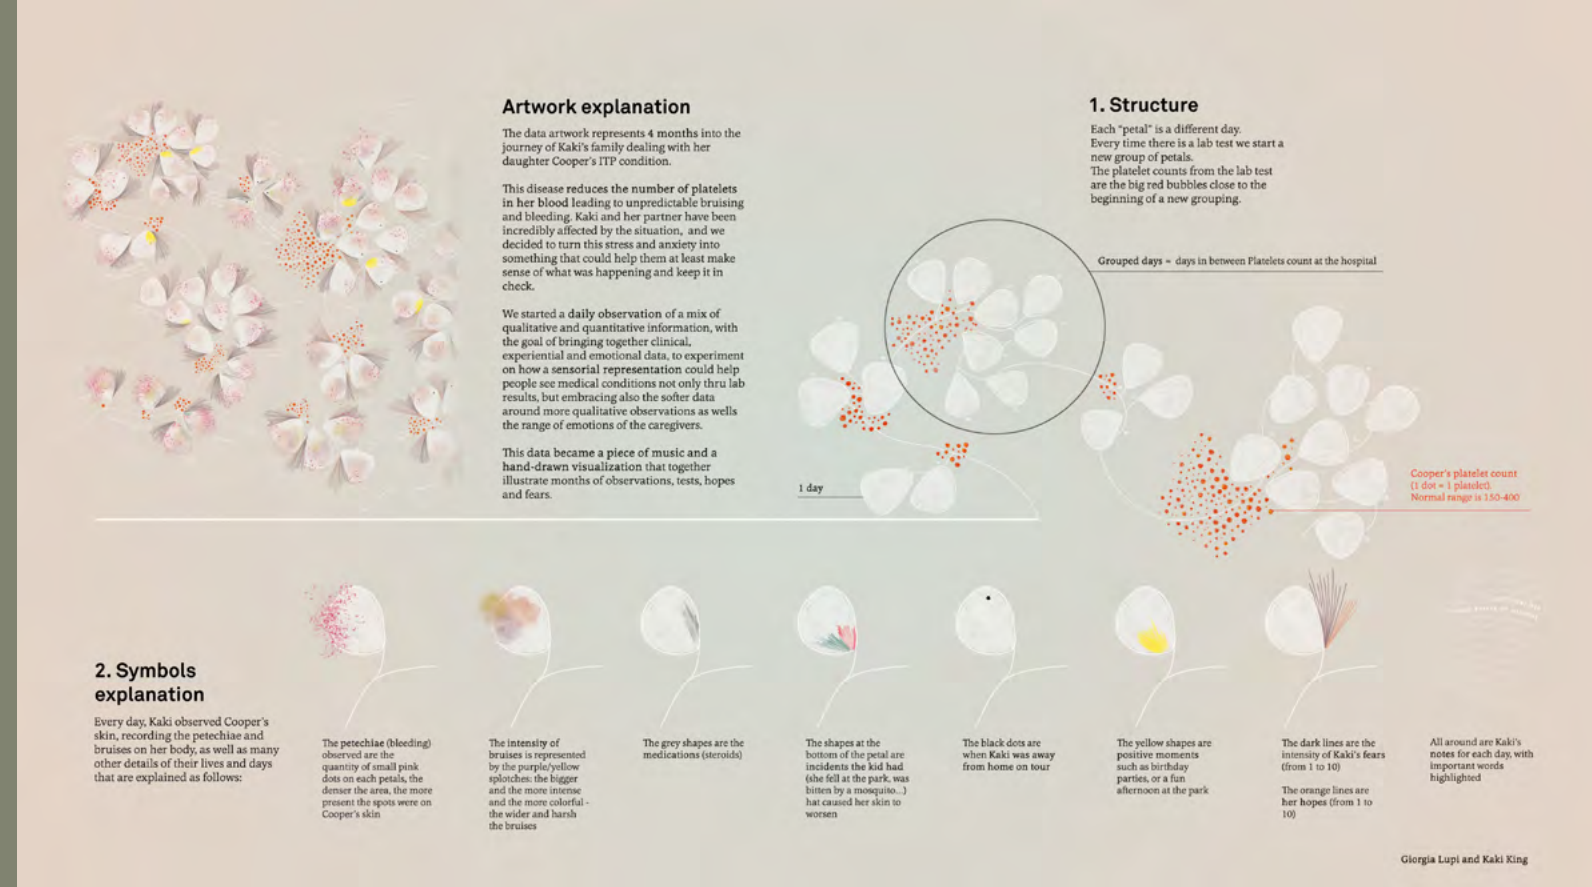 Artwork explanation
The data artwork represents 4 months into the
journey of Kaki's family dealing with her
daughter Cooper's ITP condition.
This disease reduces the number of platelets
in her blood leading to unpredictable bruising
and bleeding. Kaki and her partner have been
incredibly affected by the situation, and we
decided to turn this stress and anxiety into
something that could help them at least make
sense of what was happening and keep it in
check.
We started a daily observation of a mix of
qualitative and quantitative information, with
the goal of bringing together clinical,
experiential and emotional data, to experiment
on how a sensorial representation could help
people see medical conditions not only thru lab
results, but embracing also the softer data
around more qualitative observations as wells
the range of emotions of the caregivers.
This data became a piece of music and a
hand-drawn visualization that together
illustrate months of observations, tests, hopes
and fears.
1. Structure
Each "petal" is a different day.
Every time there is a lab test we start a
new group of petals.
The platelet counts from the lab test
are the big red bubbles close to the
beginning of a new grouping.
Grouped days = days in between Platelets count at the hospital
1 day
Cooper's platelet count
(1 dot = 1 platelet).
Normal range is 150-400
2. Symbols
explanation
Every day, Kaki observed Cooper's
skin, recording the petechiae and
bruises on her body, as well as many
other details of their lives and days
that are explained as follows:
The petechiae (bleeding)
observed are the
quantity of small pink
dots on each petals, the
denser the area, the more
present the spots were on
Cooper's skin
The intensity of
bruises is represented
by the purple/yellow
splotches: the bigger
and the more intense
and the more colorful -
the wider and harsh
the bruises
The grey shapes are the
medications (steroids)
The shapes at the
bottom of the petal are
incidents the kid had
(she fell at the park, was
bitten by a mosquito...)
hat caused her skin to
worsen
The black dots are
when Kaki was away
from home on tour
The yellow shapes are
positive moments
such as birthday
parties, or a fun
afternoon at the park
The dark lines are the
intensity of Kaki's fears
(from 1 to 10)
The orange lines are
her hopes (from 1 to
10)
All around are Kaki's
notes for each day, with
important words
highlighted
Giorgia Lupi and Kaki King